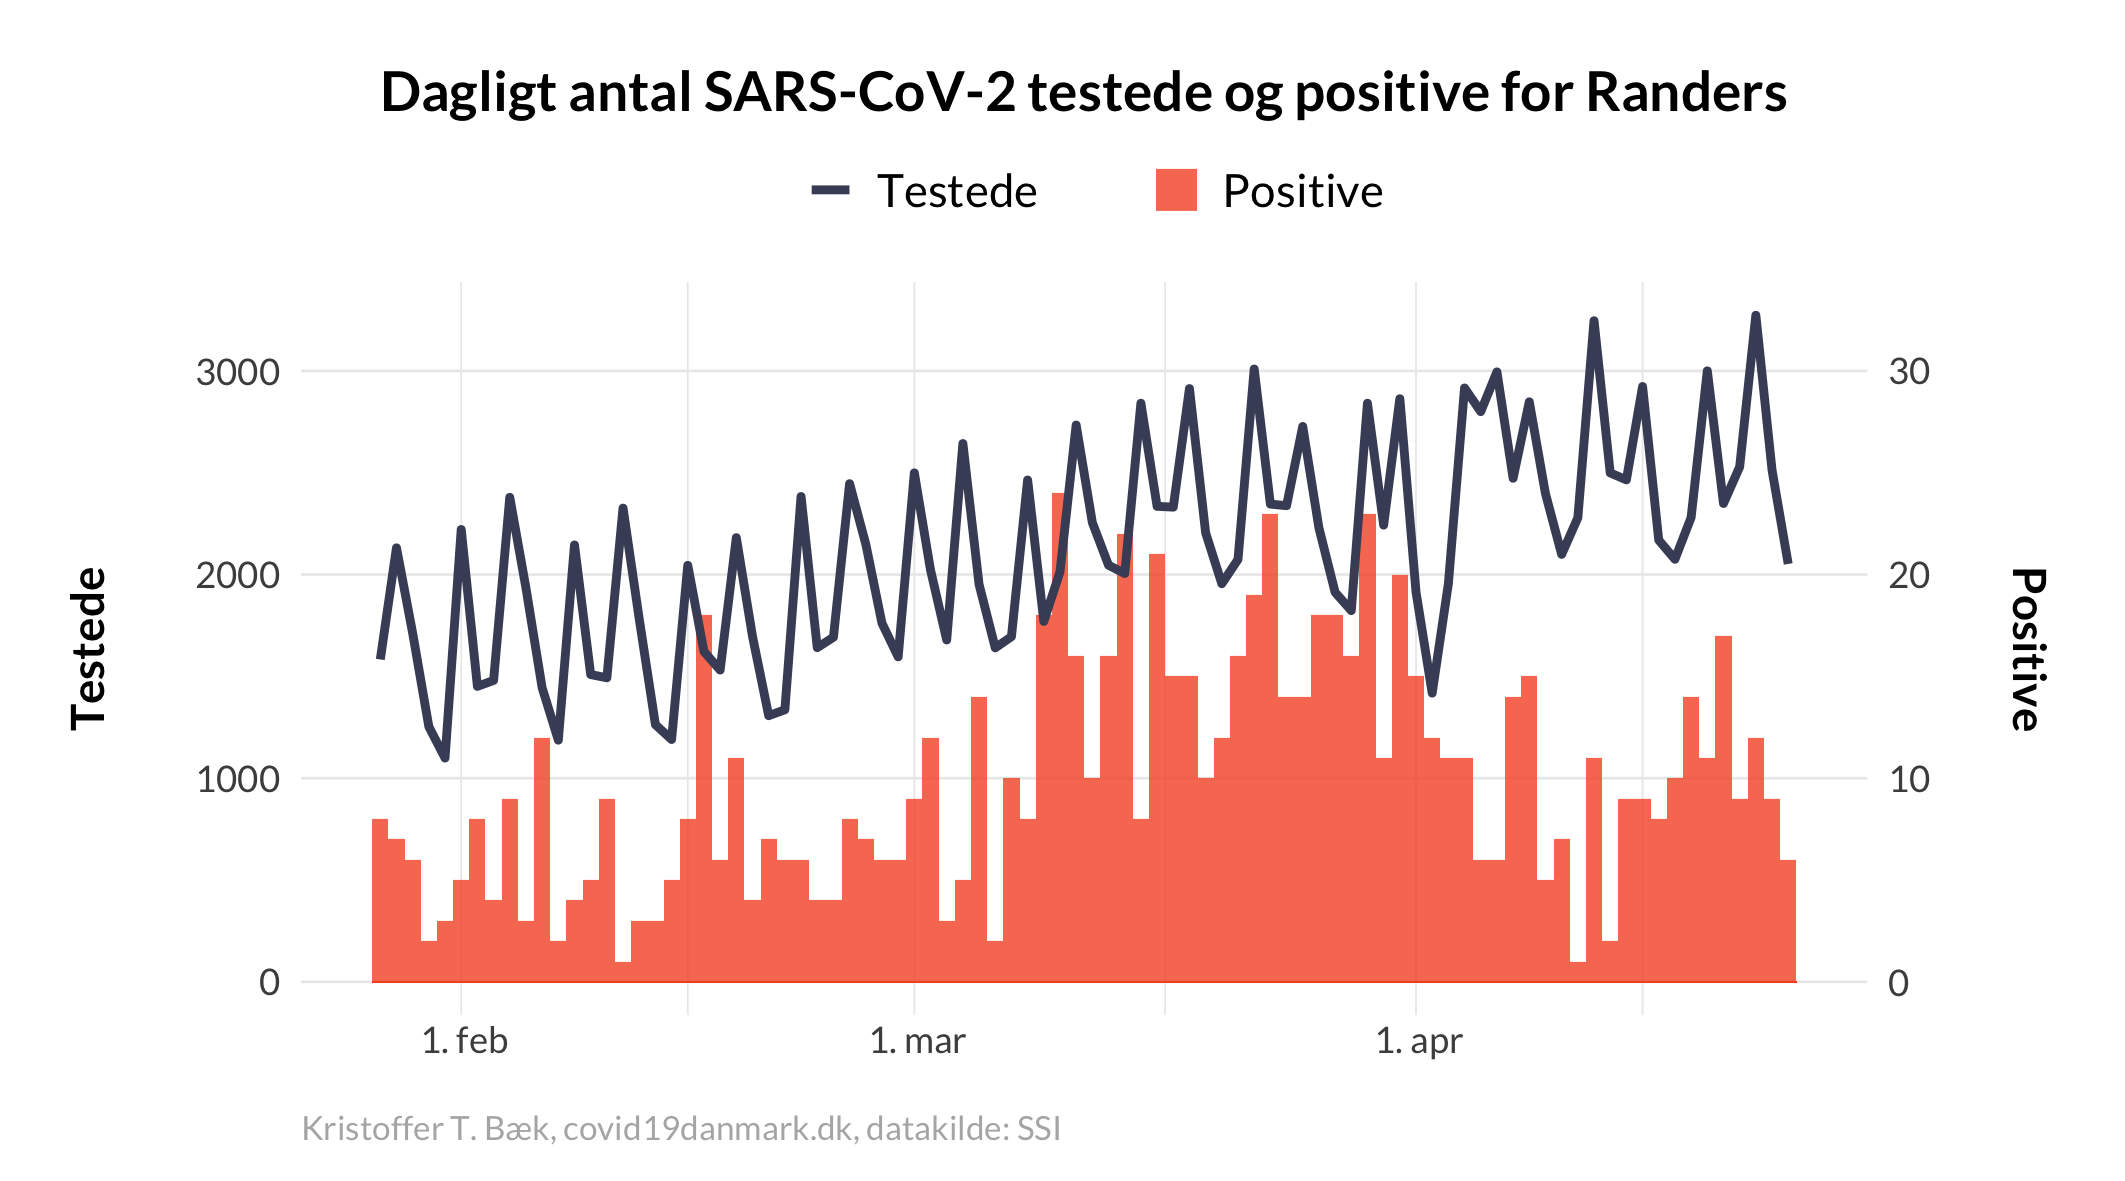 Dagligt antal SARS-CoV-2 testede og positive for Randers
Testede
Positive
3000
2000
1000
0
Testede
30
20
10
0
Positive
1. feb
1. mar
1. apr
Kristoffer T. Bæk, covid19danmark.dk, datakilde: SSI